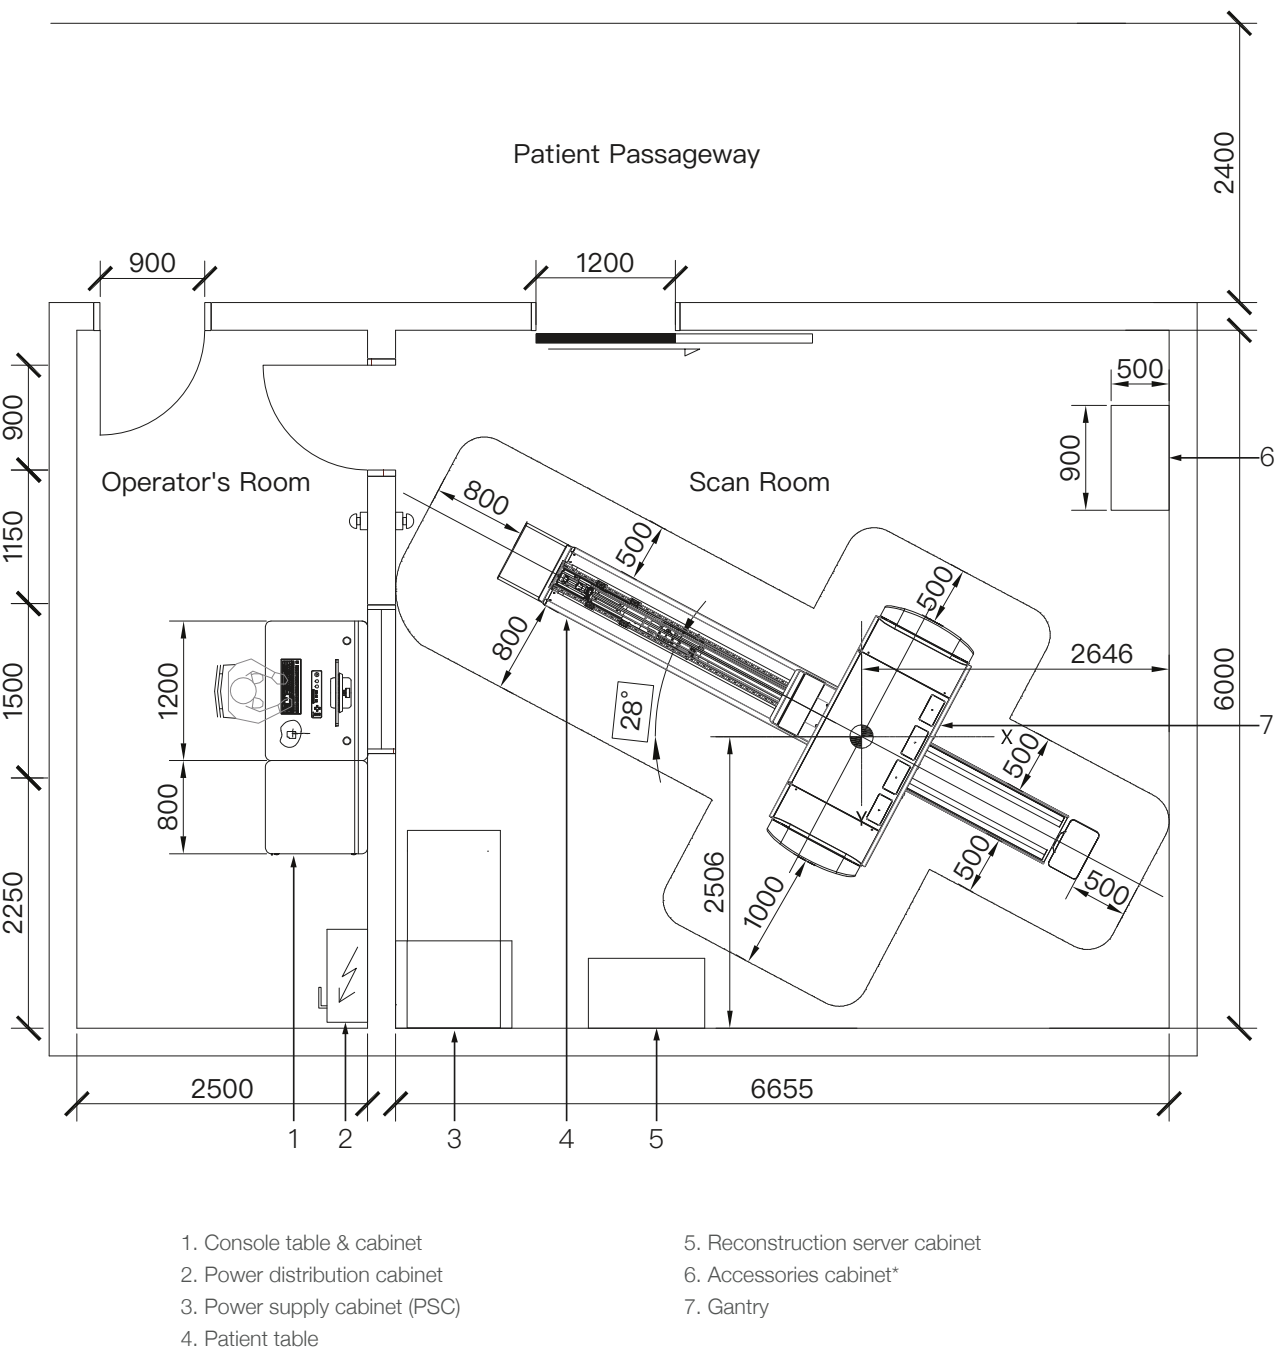 2400
Patient Passageway
900
1200
500
900
900
6
Operator's Room
Scan Room
800
500
1150
500
800
2646
1200
1500
6000
28°
7
X
500
800
Y
2506
500
500
1000
2250
2500
6655
1
2
3
4
5
1. Console table & cabinet
2. Power distribution cabinet
3. Power supply cabinet (PSC)
4. Patient table
5. Reconstruction server cabinet
6. Accessories cabinet*
7. Gantry